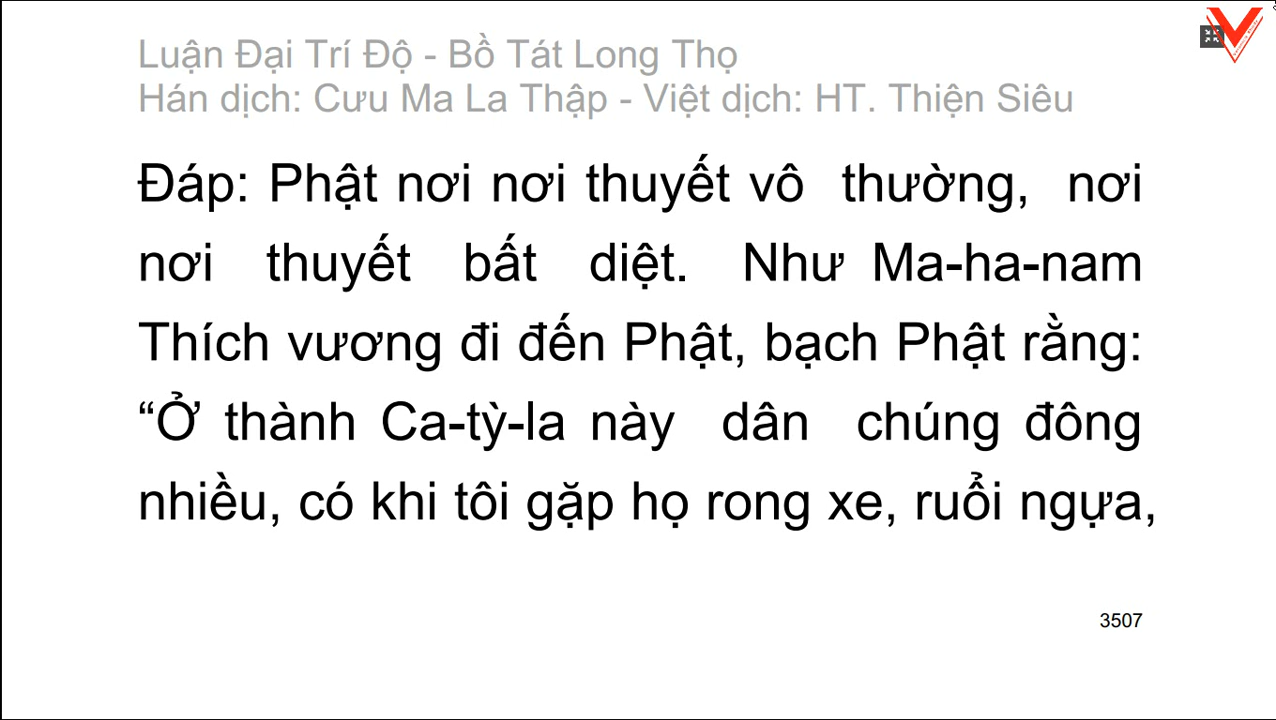 Luận Đại Trí Độ - Bồ Tát Long Thọ
Hán dịch: Cưu Ma La Thập - Việt dịch: HT. Thiện Siêu
Đáp: Phật nơi nơi thuyết vô thường, nơi
nơi thuyết bất diệt. Như Ma-ha-nam
Thích vương đi đến Phật, bạch Phật rằng:
“Ở thành Ca-tỳ-la này dân chúng đông
nhiều, có khi tôi gặp họ rong xe, ruổi ngựa,
3507